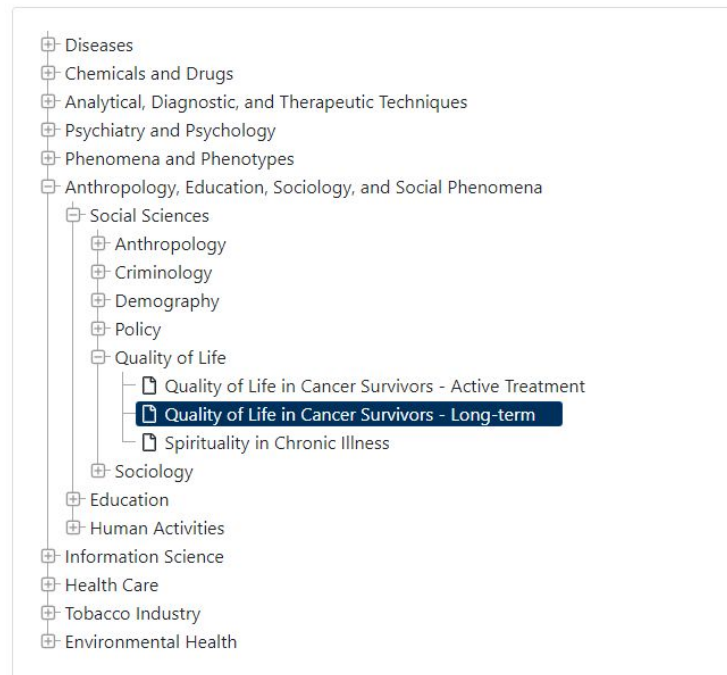 Diseases
Chemicals and Drugs
Analytical, Diagnostic, and Therapeutic Techniques
Psychiatry and Psychology
Phenomena and Phenotypes
Anthropology, Education, Sociology, and Social Phenomena
Social Sciences
Anthropology
Criminology
Demography
Policy
Quality of Life
Quality of Life in Cancer Survivors - Active Treatment
Quality of Life in Cancer Survivors - Long-term
Spirituality in Chronic Illness
Sociology
Education
Human Activities
Information Science
Health Care
Tobacco Industry
Environmental Health